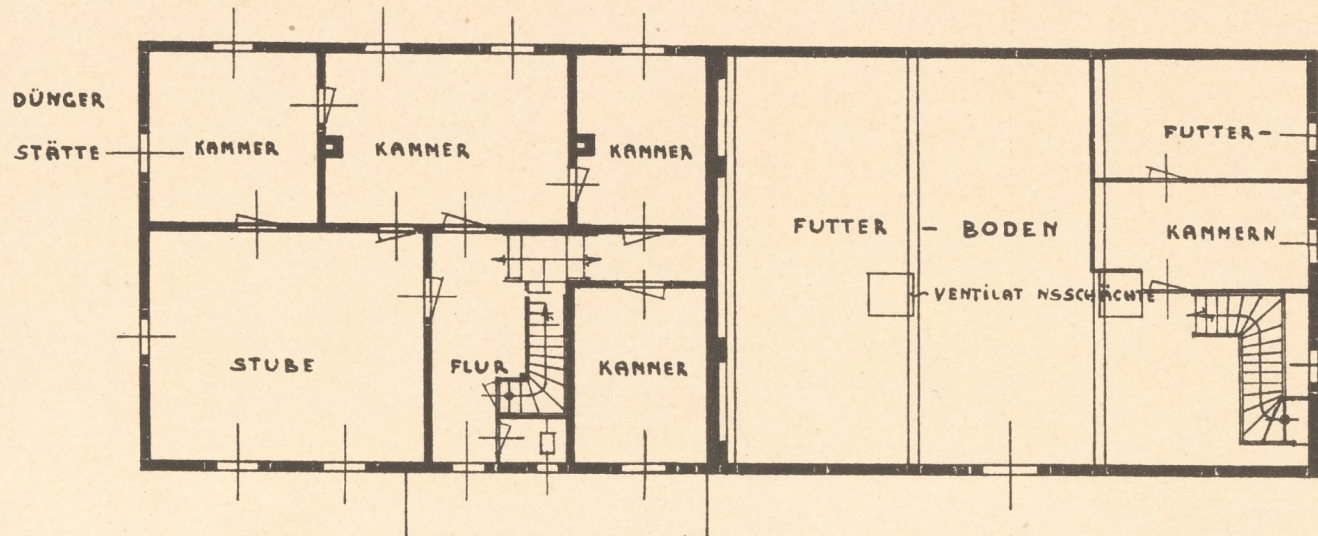 DÜNGER
STÄTTE
KAMMER
KAMMER
KAMMER
FUTTER-
FUTTER - BODEN
KAMMERN
VENTILAT NSSCHÄCHTE
STUBE
FLUR
KAMMER